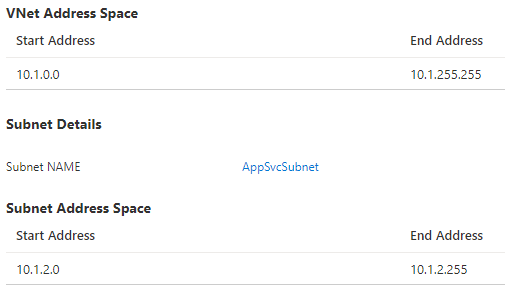 VNet Address Space
Start Address End Address
10.1.0.0 10.1.255.255
Subnet Details
Subnet NAME AppSvcSubnet
Subnet Address Space
Start Address End Address
10.1.2.0 10.1.2.255